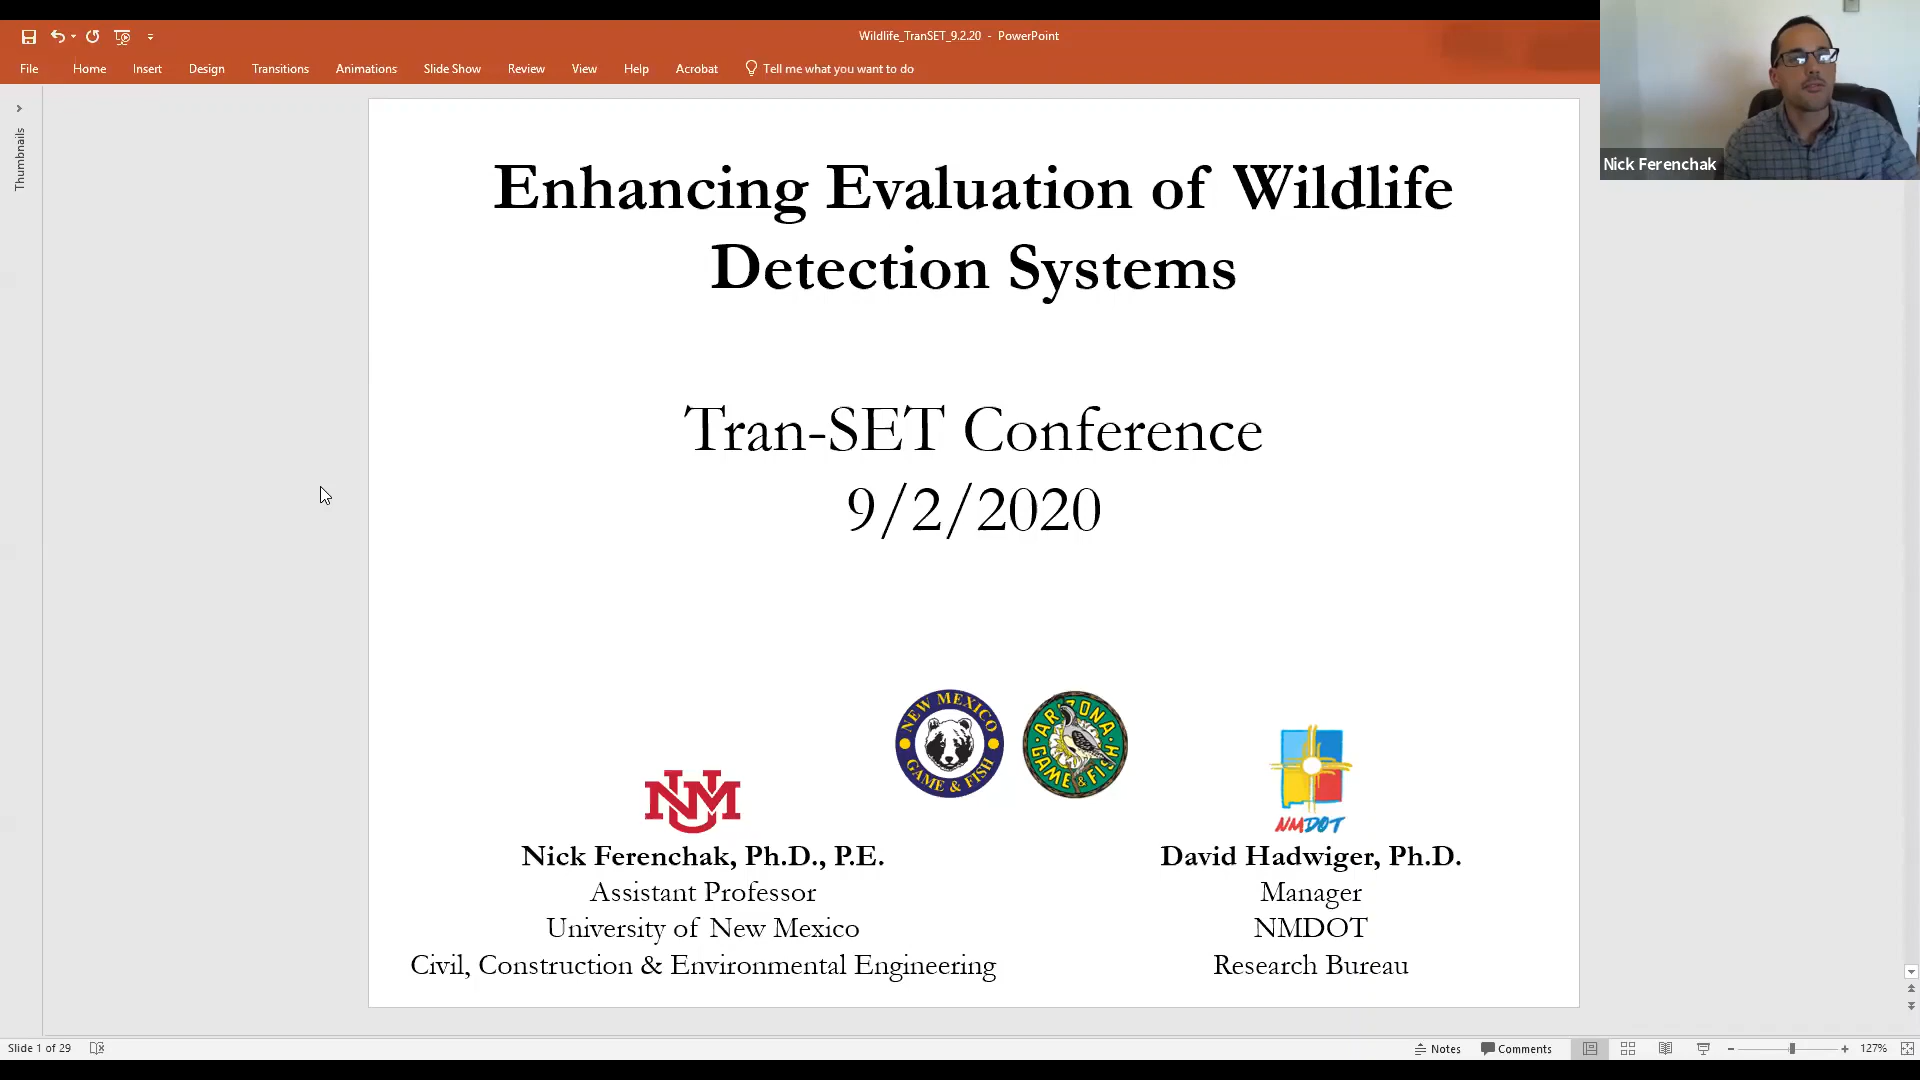 Wildlife_TranSET_9.2.20 - PowerPoint
File Home Insert Design Transitions Animations Slide Show Review View Help Acrobat Tell me what you want to do
Nick Ferenchak
Thumbnails
Enhancing Evaluation of Wildlife
Detection Systems
Tran-SET Conference
9/2/2020
NEW MEXICO
GAME & FISH
ARIZONA
GAME & FISH
NM
NMDOT
Nick Ferenchak, Ph.D., P.E.
Assistant Professor
University of New Mexico
Civil, Construction & Environmental Engineering
David Hadwiger, Ph.D.
Manager
NMDOT
Research Bureau
Slide 1 of 29
Notes Comments 127%